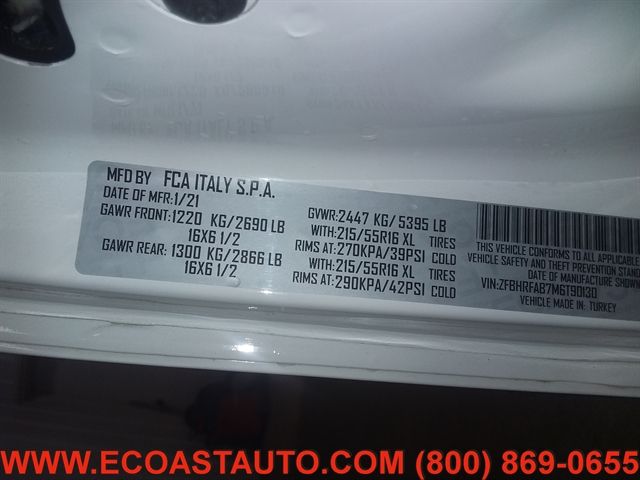 MFD BY FCA ITALY S.P.A.
DATE OF MFR: 1/21
GAWR FRONT: 1220 KG/2690 LB
16X6 1/2
GAWR REAR: 1300 KG/2866 LB
16X6 1/2
GVWR: 2447 KG/ 5395 LB
WITH: 215/55R16 XL TIRES
RIMS AT: 270KPA/39PSI COLD
WITH: 215/55R16 XL TIRES
RIMS AT: 290KPA/42PSI COLD
THIS VEHICLE CONFORMS TO ALL
VEHICLE SAFETY AND THEFT PREVENTION STAN
DATE OF MANUFACTURE SHOWN
VIN: ZFBHRFAB7M6T90130
VEHICLE MADE IN: TURKEY
WWW.ECOASTAUTO.COM (800) 869-0655